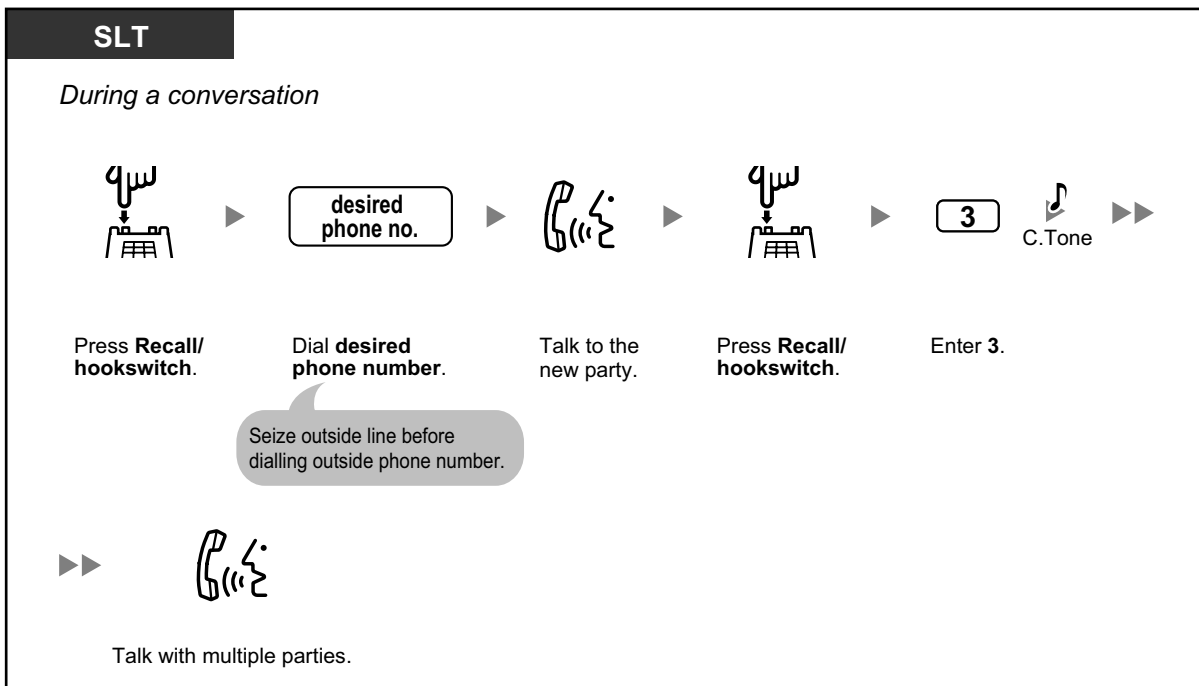 SLT
During a conversation
desired
phone no.
3
C.Tone
Press Recall/
hookswitch.
Dial desired
phone number.
Talk to the
new party.
Press Recall/
hookswitch.
Enter 3.
Seize outside line before
dialling outside phone number.
Talk with multiple parties.